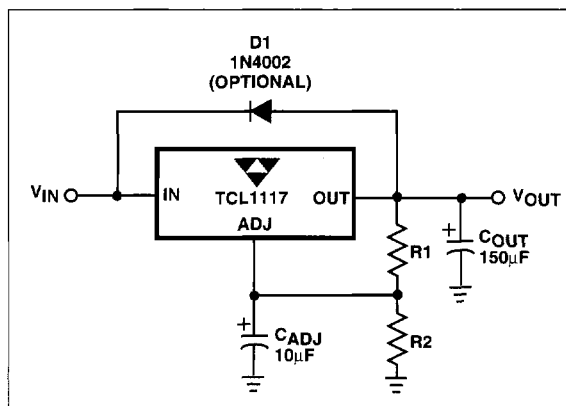 D1
1N4002
(OPTIONAL)
VIN
IN
TCL1117
OUT
ADJ
VOUT
+
COUT
150µF
R1
+
CADJ
10µF
R2